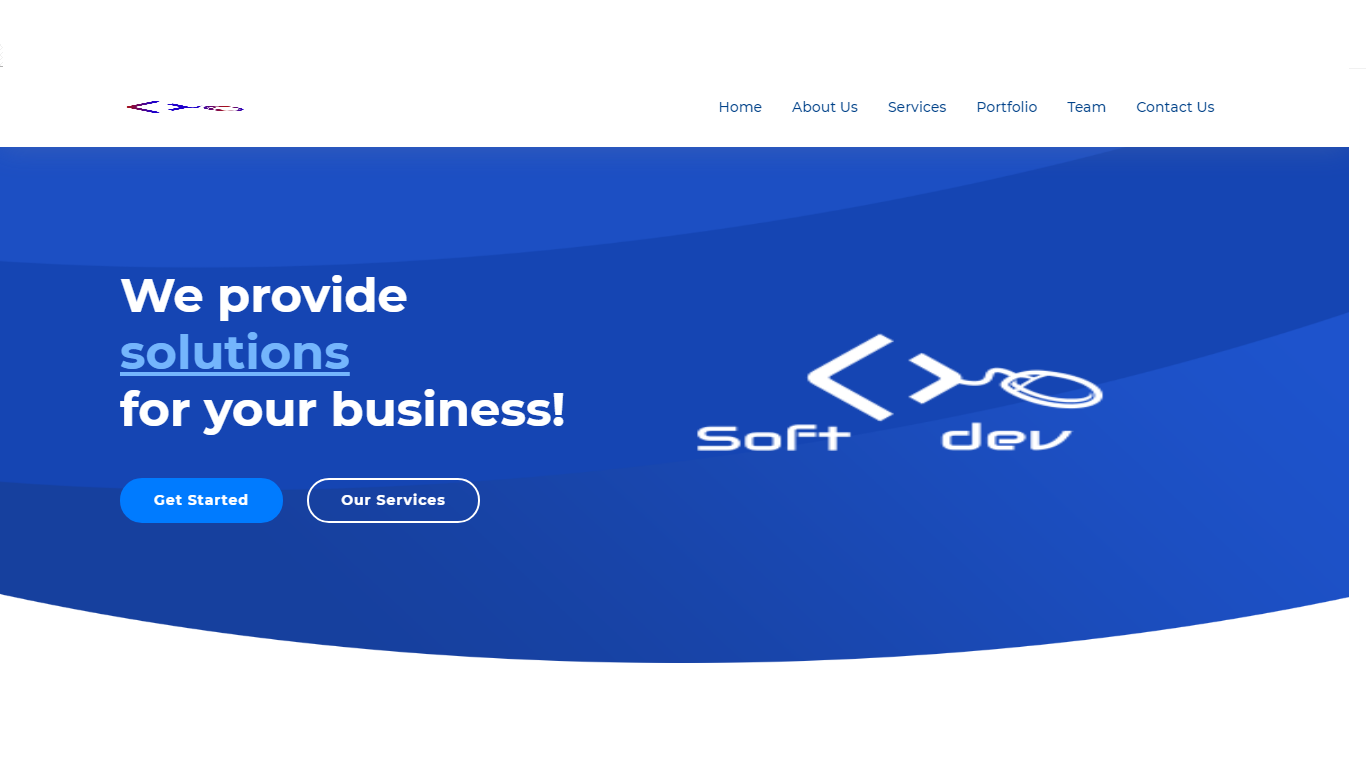 Home About Us Services Portfolio Team Contact Us
We provide
solutions
for your business!
Soft dev
Get Started Our Services